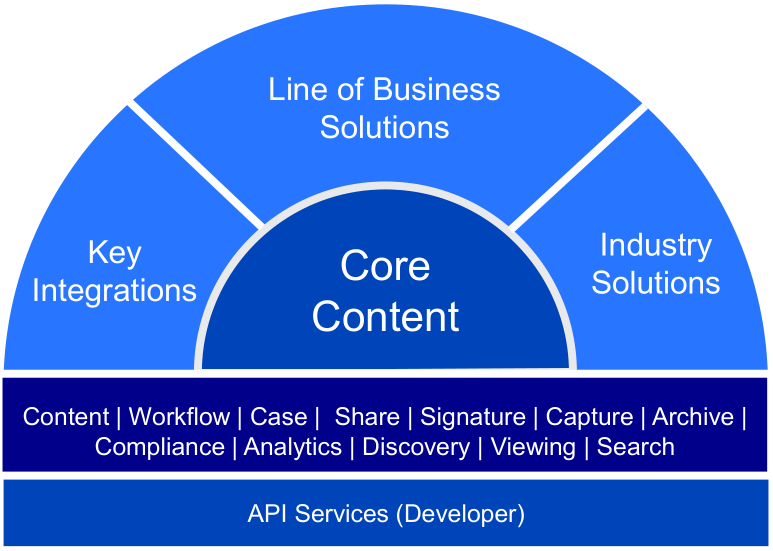 Line of Business
Solutions
Key
Integrations
Core
Content
Industry
Solutions
Content | Workflow | Case |  Share | Signature | Capture | Archive |
Compliance | Analytics | Discovery | Viewing | Search
API Services (Developer)